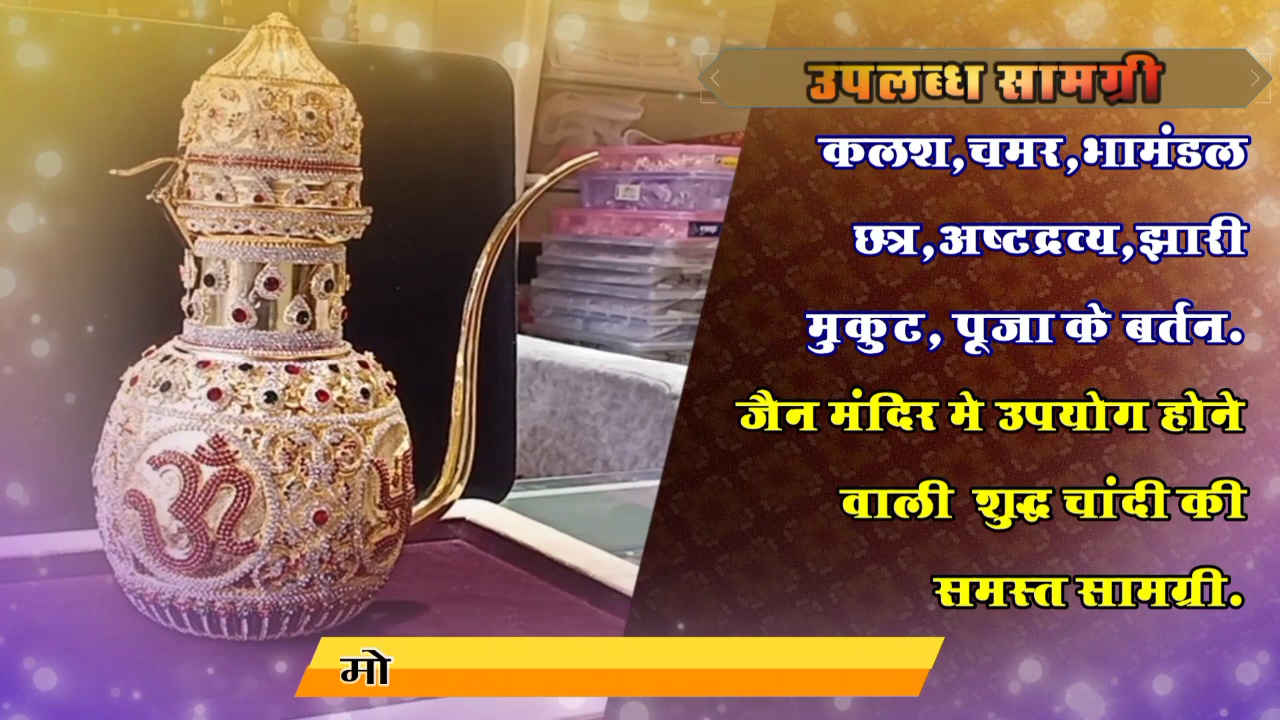 उपलब्ध सामग्री
कलश,चमर,भामंडल
छत्र,अष्टद्रव्य,झारी
मुकुट, पूजा के बर्तन.
जैन मंदिर मे उपयोग होने
वाली शुद्ध चांदी की
समस्त सामग्री.
मो
ॐ